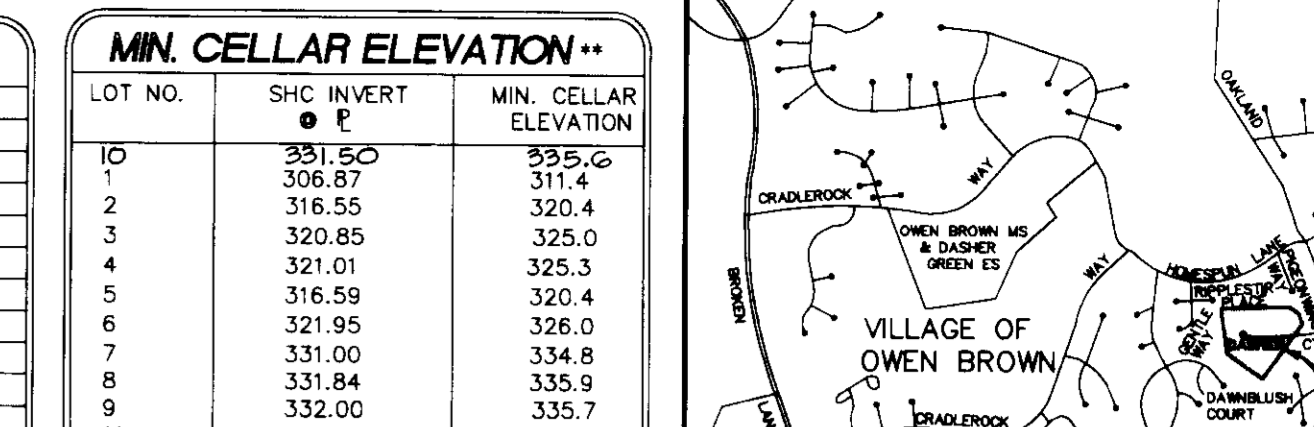 MIN. CELLAR ELEVATION **
LOT NO. SHC INVERT MIN. CELLAR
@ PL ELEVATION
10 331.50 335.6
1 306.87 311.4
2 316.55 320.4
3 320.85 325.0
4 321.01 325.3
5 316.59 320.4
6 321.95 326.0
7 331.00 334.8
8 331.84 335.9
9 332.00 335.7
OAKLAND
CRADLEROCK
WAY
OWEN BROWN MS
& DASHER
GREEN ES
BROKEN
WAY
HOMESPUN
LANE
RIPPLESTIR
PLACE
WAY
GENTLE
WAY
VILLAGE OF
OWEN BROWN
DAWNBLUSH
COURT
CRADLEROCK